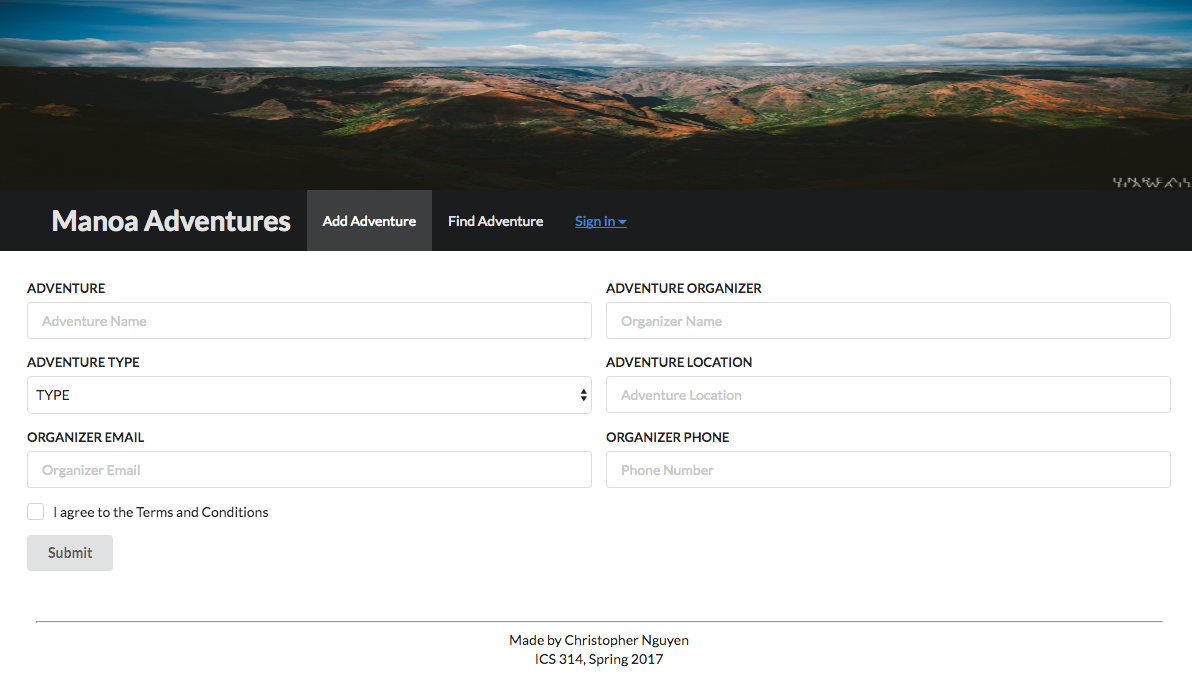 UNREAL
HAWAII
Manoa Adventures Add Adventure Find Adventure Sign in
ADVENTURE ADVENTURE ORGANIZER
Adventure Name Organizer Name
ADVENTURE TYPE ADVENTURE LOCATION
TYPE Adventure Location
ORGANIZER EMAIL ORGANIZER PHONE
Organizer Email Phone Number
I agree to the Terms and Conditions
Submit
Made by Christopher Nguyen
ICS 314, Spring 2017